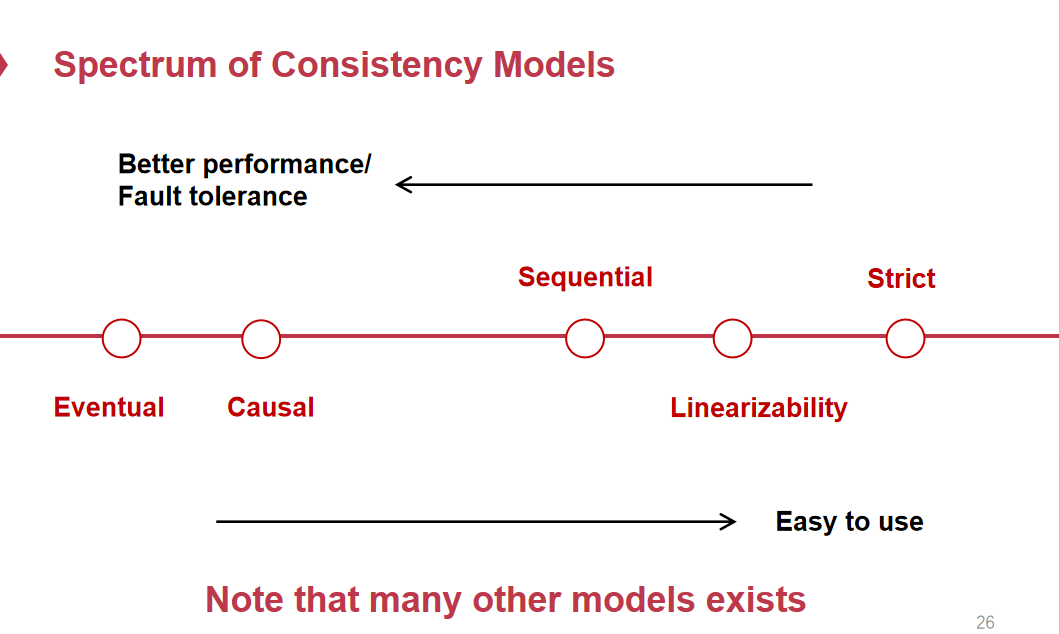 Spectrum of Consistency Models
Better performance/
Fault tolerance
Sequential
Strict
Eventual
Causal
Linearizability
Easy to use
Note that many other models exists
26